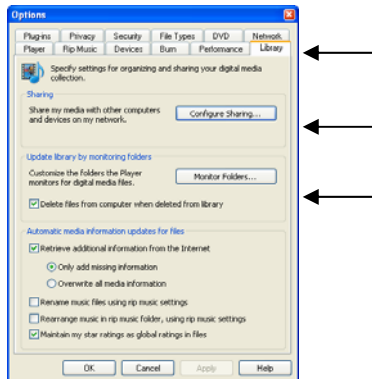 Options
Plug-ins Privacy Security File Types DVD Network
Player Rip Music Devices Burn Performance Library
Specify settings for organizing and sharing your digital media
collection.
Sharing
Share my media with other computers
and devices on my network.
Configure Sharing...
Update library by monitoring folders
Customize the folders the Player
monitors for digital media files.
Monitor Folders...
Delete files from computer when deleted from library
Automatic media information updates for files
Retrieve additional information from the Internet
Only add missing information
Overwrite all media information
Rename music files using rip music settings
Rearrange music in rip music folder, using rip music settings
Maintain my star ratings as global ratings in files
OK Cancel Apply Help